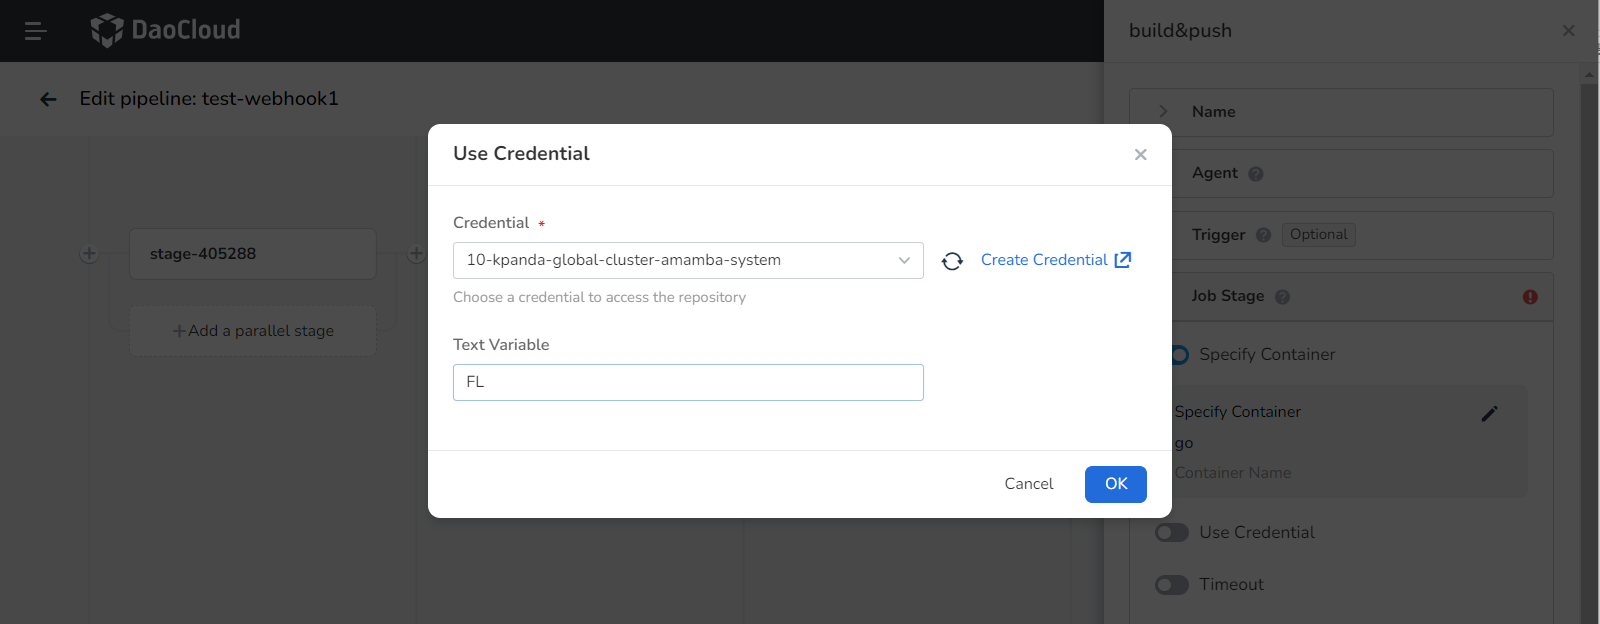 DaoCloud
build&push
Edit pipeline: test-webhook1
Name
Agent
Trigger
Optional
Job Stage
Specify Container
Specify Container
go
Container Name
Use Credential
Timeout
stage-405288
Add a parallel stage
Use Credential
Credential *
10-kpanda-global-cluster-amamba-system
Create Credential
Choose a credential to access the repository
Text Variable
FL
Cancel
OK